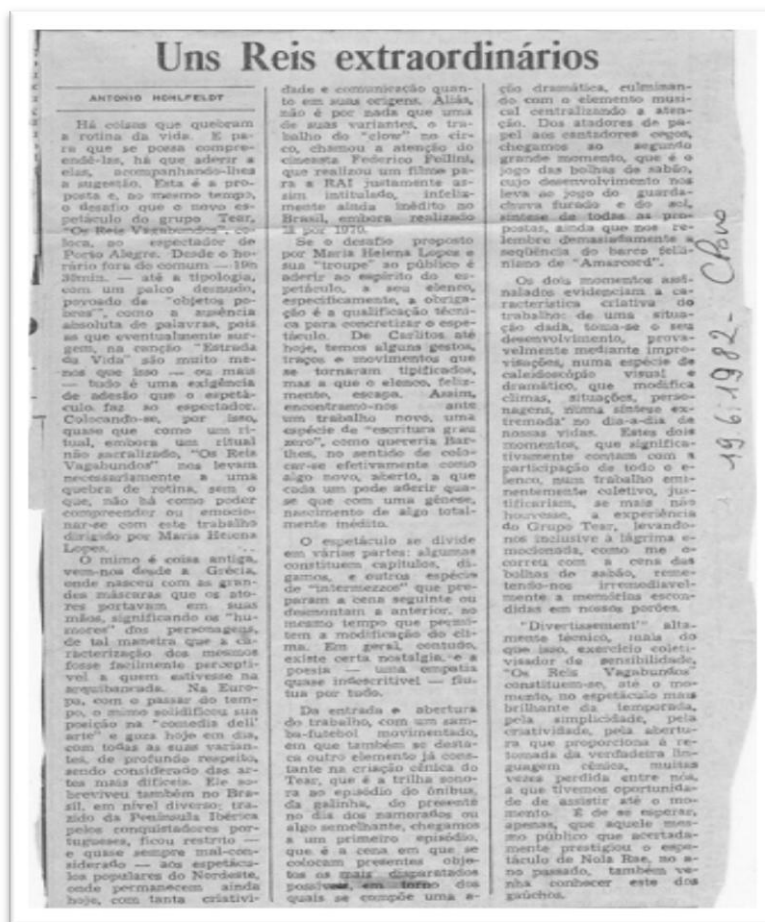 Uns Reis extraordinários
ANTONIO HOHLFELDT
Há coisas que quebram
a rotina da vida. E pa-
ra que se possa compre-
endê-las, há que aderir a
elas, acompanhando-lhes
a sugestão. Esta é a pro-
posta e, ao mesmo tempo,
o desafio que o novo es-
petáculo do grupo Tear,
"Os Reis Vagabundos", co-
loca, ao espectador de
Porto Alegre. Desde o ho-
rário fora do comum — 19h
30min. — até a tipologia,
com um palco desnudo,
povoado de "objetos po-
bres", como a ausência
absoluta de palavras, pois
as que eventualmente sur-
gem, na canção "Estrada
da Vida" são muito me-
nos que isso — ou mais
— tudo é uma exigência
de adesão que o espetá-
culo faz ao espectador.
Colocando-se, por isso,
quase que como um ri-
tual, embora um ritual
não sacralizado, "Os Reis
Vagabundos" nos levam
necessariamente a uma
quebra de rotina, sem o
que, não há como poder
compreender ou emocio-
nar-se com este trabalho
dirigido por Maria Helena
Lopes.
O mimo é coisa antiga,
vem-nos desde a Grécia,
onde nasceu com as gran-
des máscaras que os ato-
res portavam em suas
mãos, significando os "hu-
mores" dos personagens,
de tal maneira que a ca-
racterização dos mesmos
fosse facilmente perceptí-
vel a quem estivesse na
arquibancada. Na Euro-
pa, com o passar do tem-
po, o mimo solidificou sua
posição na "comedia dell'
arte" e goza hoje em dia,
com todas as suas varian-
tes, de profundo respeito,
sendo considerado das ar-
tes mais difíceis. Ele so-
breviveu também no Bra-
sil, em nível diverso: tra-
zido da Península Ibérica
pelos conquistadores por-
tugueses, ficou restrito —
e quase sempre mal-con-
siderado — aos espetácu-
los populares do Nordeste,
onde permanecem ainda
hoje, com tanta criativi-
dade e comunicação quan-
to em suas origens. Aliás,
não é por nada que uma
de suas variantes, o tra-
balho do "clow" no cir-
co, chamou a atenção do
cineasta Federico Fellini,
que realizou um filme pa-
ra a RAI justamente as-
sim intitulado, infeliz-
mente ainda inédito no
Brasil, embora realizado
lá por 1970.
Se o desafio proposto
por Maria Helena Lopes e
sua "troupe" ao público é
aderir ao espírito do es-
petáculo, a seu elenco,
especificamente, a obriga-
ção é a qualificação técni-
ca para concretizar o espe-
táculo. De Carlitos até
hoje, temos alguns gestos,
traços e movimentos que
se tornaram tipificados,
mas a que o elenco, feliz-
mente, escapa. Assim,
encontramo-nos ante
um trabalho novo, uma
espécie de "escritura grau
zero", como quereria Bar-
thes, no sentido de colo-
car-se efetivamente como
algo novo, aberto, a que
cada um pode aderir qua-
se que com uma gênese,
nascimento de algo total-
mente inédito.
O espetáculo se divide
em várias partes: algumas
constituem capítulos, di-
gamos, e outros espécie
de "intermezzos" que pre-
param a cena seguinte ou
desmontam a anterior, ao
mesmo tempo que permi-
tem a modificação do cli-
ma. Em geral, contudo,
existe certa nostalgia, e a
poesia — uma empatia
quase indescritível — flu-
tua por tudo.
Da entrada e abertura
do trabalho, com um sam-
ba-futebol movimentado,
em que também se desta-
ca outro elemento já cons-
tante na criação cênica do
Tear, que é a trilha sono-
ra ao episódio do ônibus,
da galinha, do presente
no dia dos namorados ou
algo semelhante, chegamos
a um primeiro episódio,
que é a cena em que se
colocam presentes obje-
tos os mais disparatados
possíveis, em torno dos
quais se compõe uma a-
ção dramática, culminan-
do com o elemento musi-
cal centralizando a aten-
ção. Dos atadores de pa-
pel aos cantadores cegos,
chegamos ao segundo
grande momento, que é o
jogo das bolhas de sabão,
cujo desenvolvimento nos
leva ao jogo do guarda-
chuva furado e do sol,
síntese de todas as pro-
postas, ainda que nos re-
lembre demasiadamente a
seqüência do barco felli-
niano de "Amarcord".
Os dois momentos assi-
nalados evidenciam a ca-
racterística criativa do
trabalho: de uma situa-
ção dada, toma-se o seu
desenvolvimento, prova-
velmente mediante impro-
visações, numa espécie de
caleidoscópio visual e
dramático, que modifica
climas, situações, perso-
nagens, numa síntese ex-
tremada no dia-a-dia de
nossas vidas. Estes dois
momentos, que significa-
tivamente contam com a
participação de todo o e-
lenco, num trabalho emi-
nentemente coletivo, jus-
tificariam, se mais não
houvesse, a experiência
do Grupo Tear, levando-
nos inclusive à lágrima e-
mocionada, como me o-
correu com a cena das
bolhas de sabão, reme-
tendo-nos irremediavel-
mente a memórias escon-
didas em nossos porões.
"Divertissement" alta-
mente técnico, mais do
que isso, exercício coleti-
visador de sensibilidade,
"Os Reis Vagabundos"
constituem-se, até o mo-
mento, no espetáculo mais
brilhante da temporada,
pela simplicidade, pela
criatividade, pela abertu-
ra que proporciona à re-
tomada da verdadeira lin-
guagem cênica, muitas
vezes perdida entre nós,
a que tivemos oportunida-
de de assistir até o mo-
mento. É de se esperar,
apenas, que aquele mes-
mo público que acertada-
mente prestigiou o espe-
táculo de Nola Rae, no a-
no passado, também ve-
nha conhecer este dos
gaúchos.
19.6.1982 - CPovo